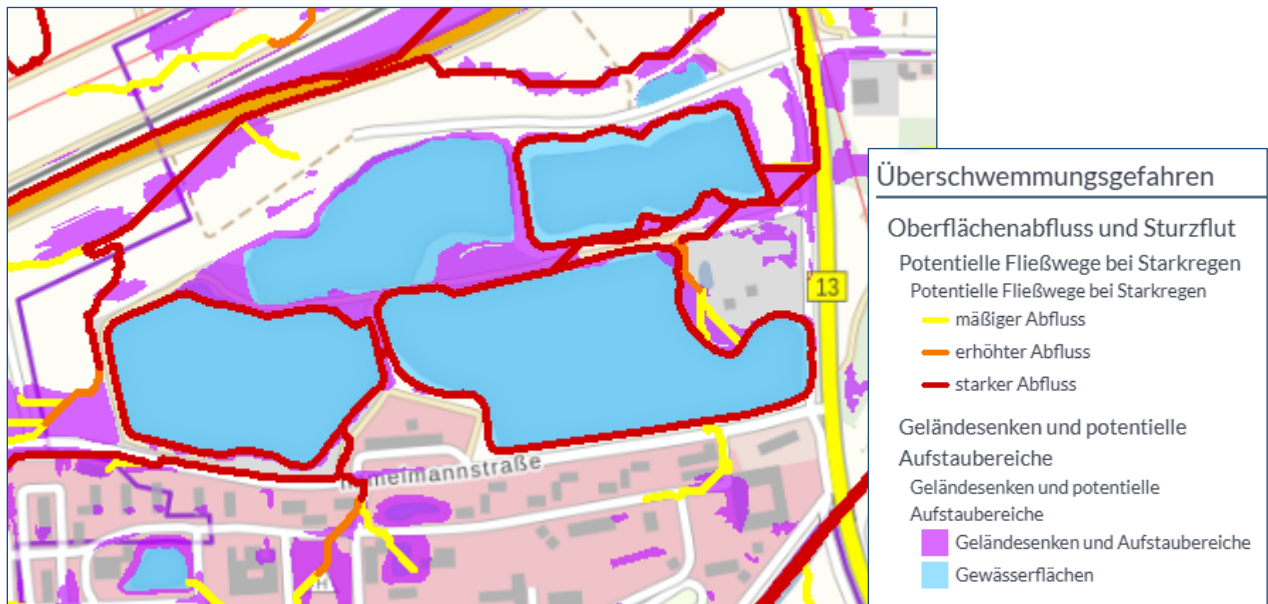 13
melmannstraße
H
Überschwemmungsgefahren
Oberflächenabfluss und Sturzflut
Potentielle Fließwege bei Starkregen
Potentielle Fließwege bei Starkregen
mäßiger Abfluss
erhöhter Abfluss
starker Abfluss
Geländesenken und potentielle
Aufstaubereiche
Geländesenken und potentielle
Aufstaubereiche
Geländesenken und Aufstaubereiche
Gewässerflächen